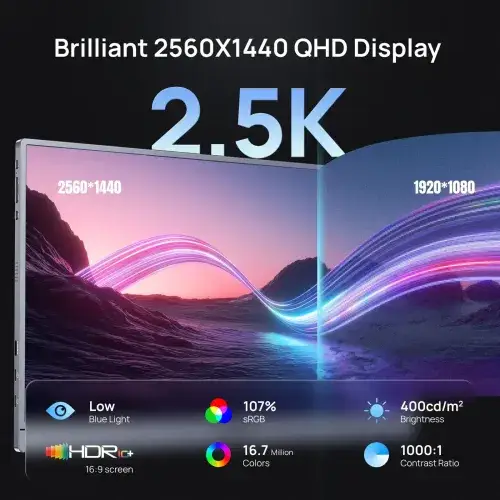 Brilliant 2560X1440 QHD Display
2.5K
2560*1440
1920*1080
Low
Blue Light
107%
sRGB
400cd/m²
Brightness
HDR10+
16:9 screen
16.7 Million
Colors
1000:1
Contrast Ratio